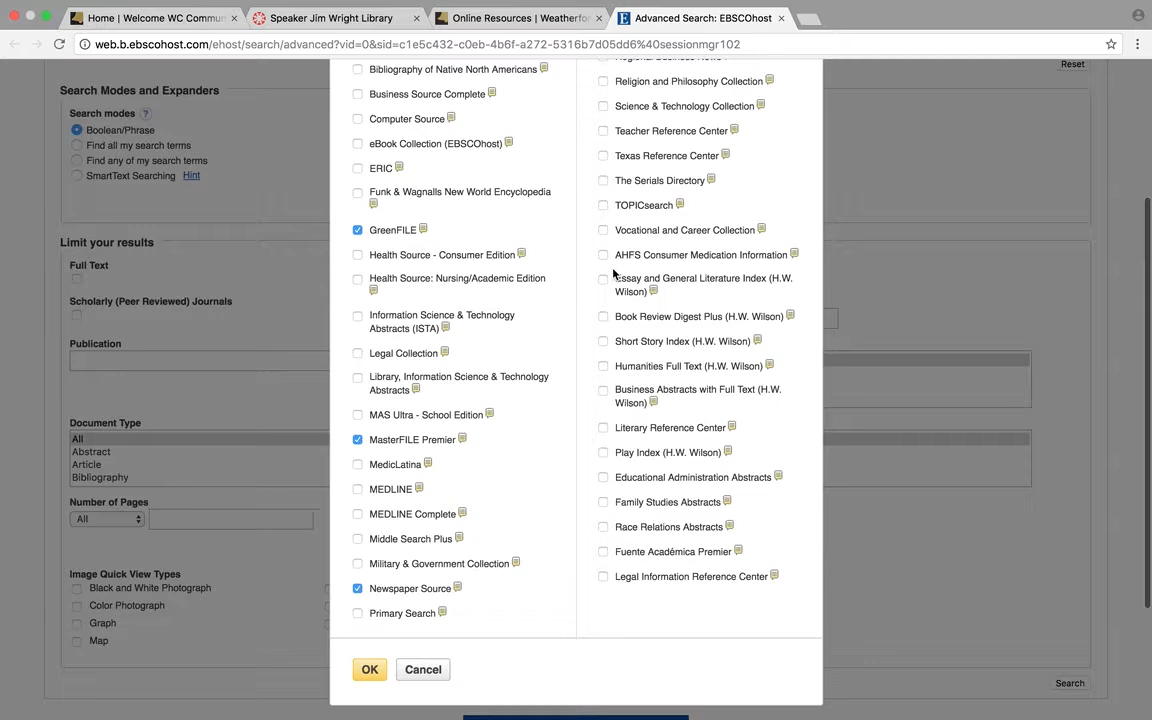 Home | Welcome WC Commun
Speaker Jim Wright Library
Online Resources | Weatherfor
Advanced Search: EBSCOhost
web.b.ebscohost.com/ehost/search/advanced?vid=0&sid=c1e5c432-c0eb-4b6f-a272-5316b7d05dd6%40sessionmgr102
Reset
Search Modes and Expanders
Search modes ?
Boolean/Phrase
Find all my search terms
Find any of my search terms
SmartText Searching Hint
Limit your results
Full Text
Scholarly (Peer Reviewed) Journals
Publication
Document Type
All
Abstract
Article
Bibliography
Number of Pages
All
Image Quick View Types
Black and White Photograph
Color Photograph
Graph
Map
Bibliography of Native North Americans
Business Source Complete
Computer Source
eBook Collection (EBSCOhost)
ERIC
Funk & Wagnalls New World Encyclopedia
GreenFILE
Health Source - Consumer Edition
Health Source: Nursing/Academic Edition
Information Science & Technology
Abstracts (ISTA)
Legal Collection
Library, Information Science & Technology
Abstracts
MAS Ultra - School Edition
MasterFILE Premier
MedicLatina
MEDLINE
MEDLINE Complete
Middle Search Plus
Military & Government Collection
Newspaper Source
Primary Search
Regional Business News
Religion and Philosophy Collection
Science & Technology Collection
Teacher Reference Center
Texas Reference Center
The Serials Directory
TOPICsearch
Vocational and Career Collection
AHFS Consumer Medication Information
Essay and General Literature Index (H.W.
Wilson)
Book Review Digest Plus (H.W. Wilson)
Short Story Index (H.W. Wilson)
Humanities Full Text (H.W. Wilson)
Business Abstracts with Full Text (H.W.
Wilson)
Literary Reference Center
Play Index (H.W. Wilson)
Educational Administration Abstracts
Family Studies Abstracts
Race Relations Abstracts
Fuente Académica Premier
Legal Information Reference Center
OK
Cancel
Search